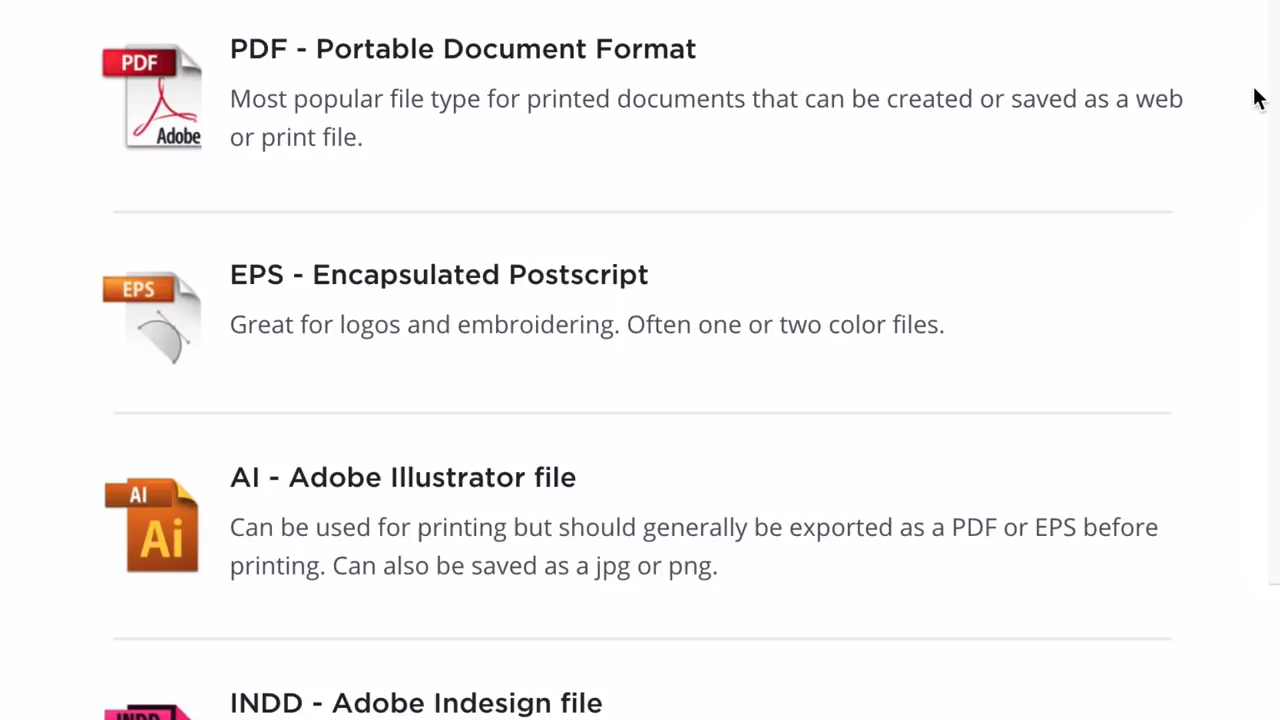 PDF
Adobe
PDF - Portable Document Format
Most popular file type for printed documents that can be created or saved as a web
or print file.
EPS
EPS - Encapsulated Postscript
Great for logos and embroidering. Often one or two color files.
AI
Ai
AI - Adobe Illustrator file
Can be used for printing but should generally be exported as a PDF or EPS before
printing. Can also be saved as a jpg or png.
INDD
INDD - Adobe Indesign file